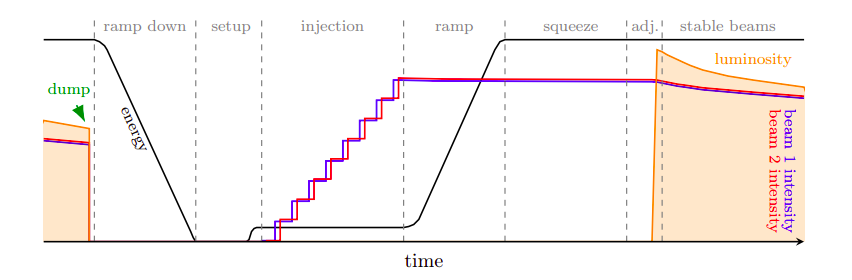 ramp down setup injection ramp squeeze adj. stable beams
luminosity
dump
energy
beam 1 intensity
beam 2 intensity
time